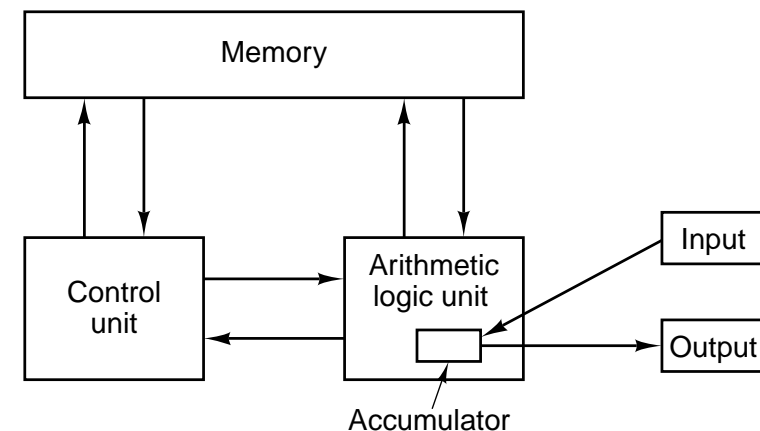 Memory
Control
unit
Arithmetic
logic unit
Input
Output
Accumulator